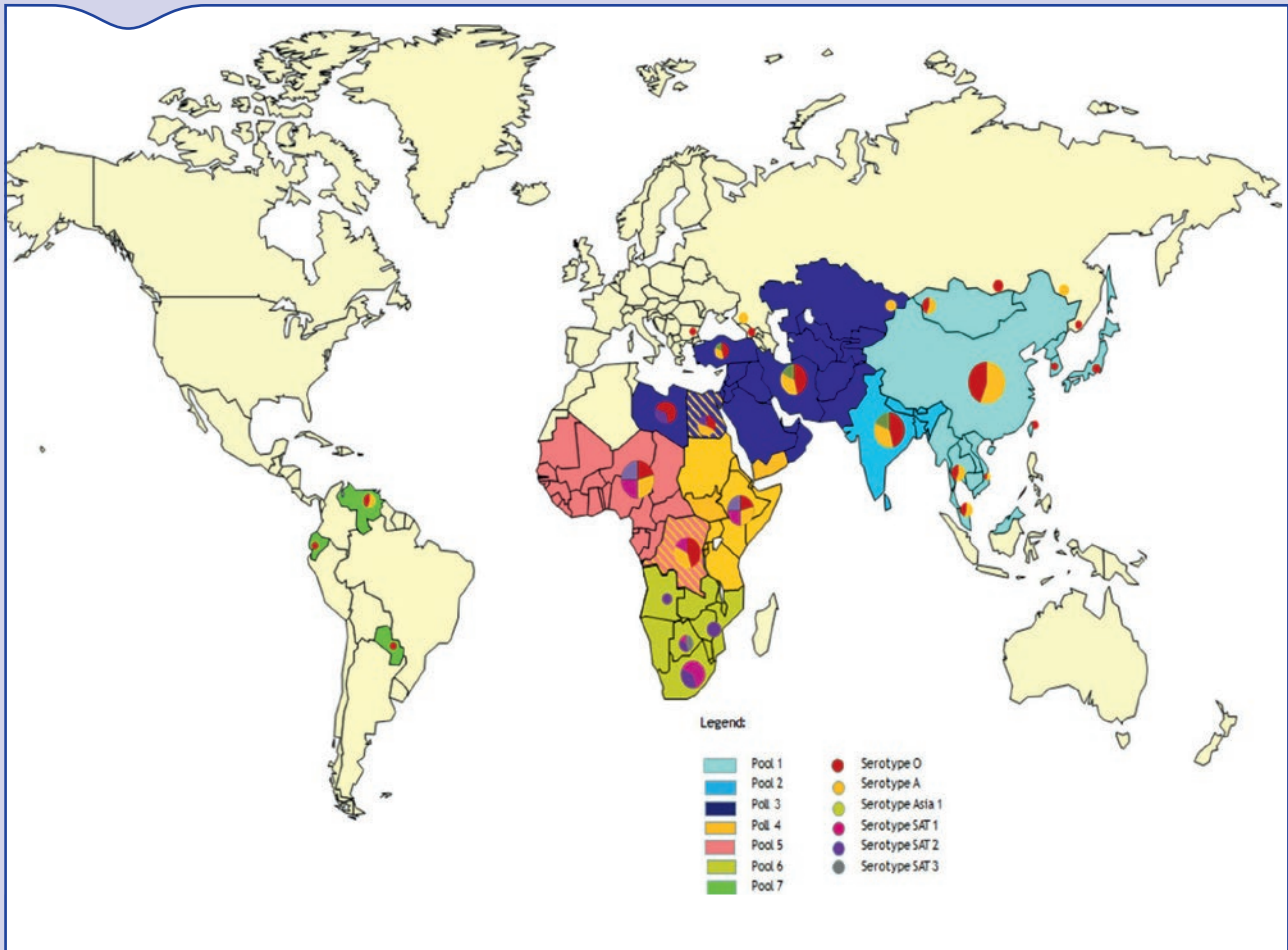 Legend:
Pool 1
Pool 2
Poll 3
Poll 4
Pool 5
Pool 6
Pool 7
Serotype O
Serotype A
Serotype Asia 1
Serotype SAT 1
Serotype SAT 2
Serotype SAT 3